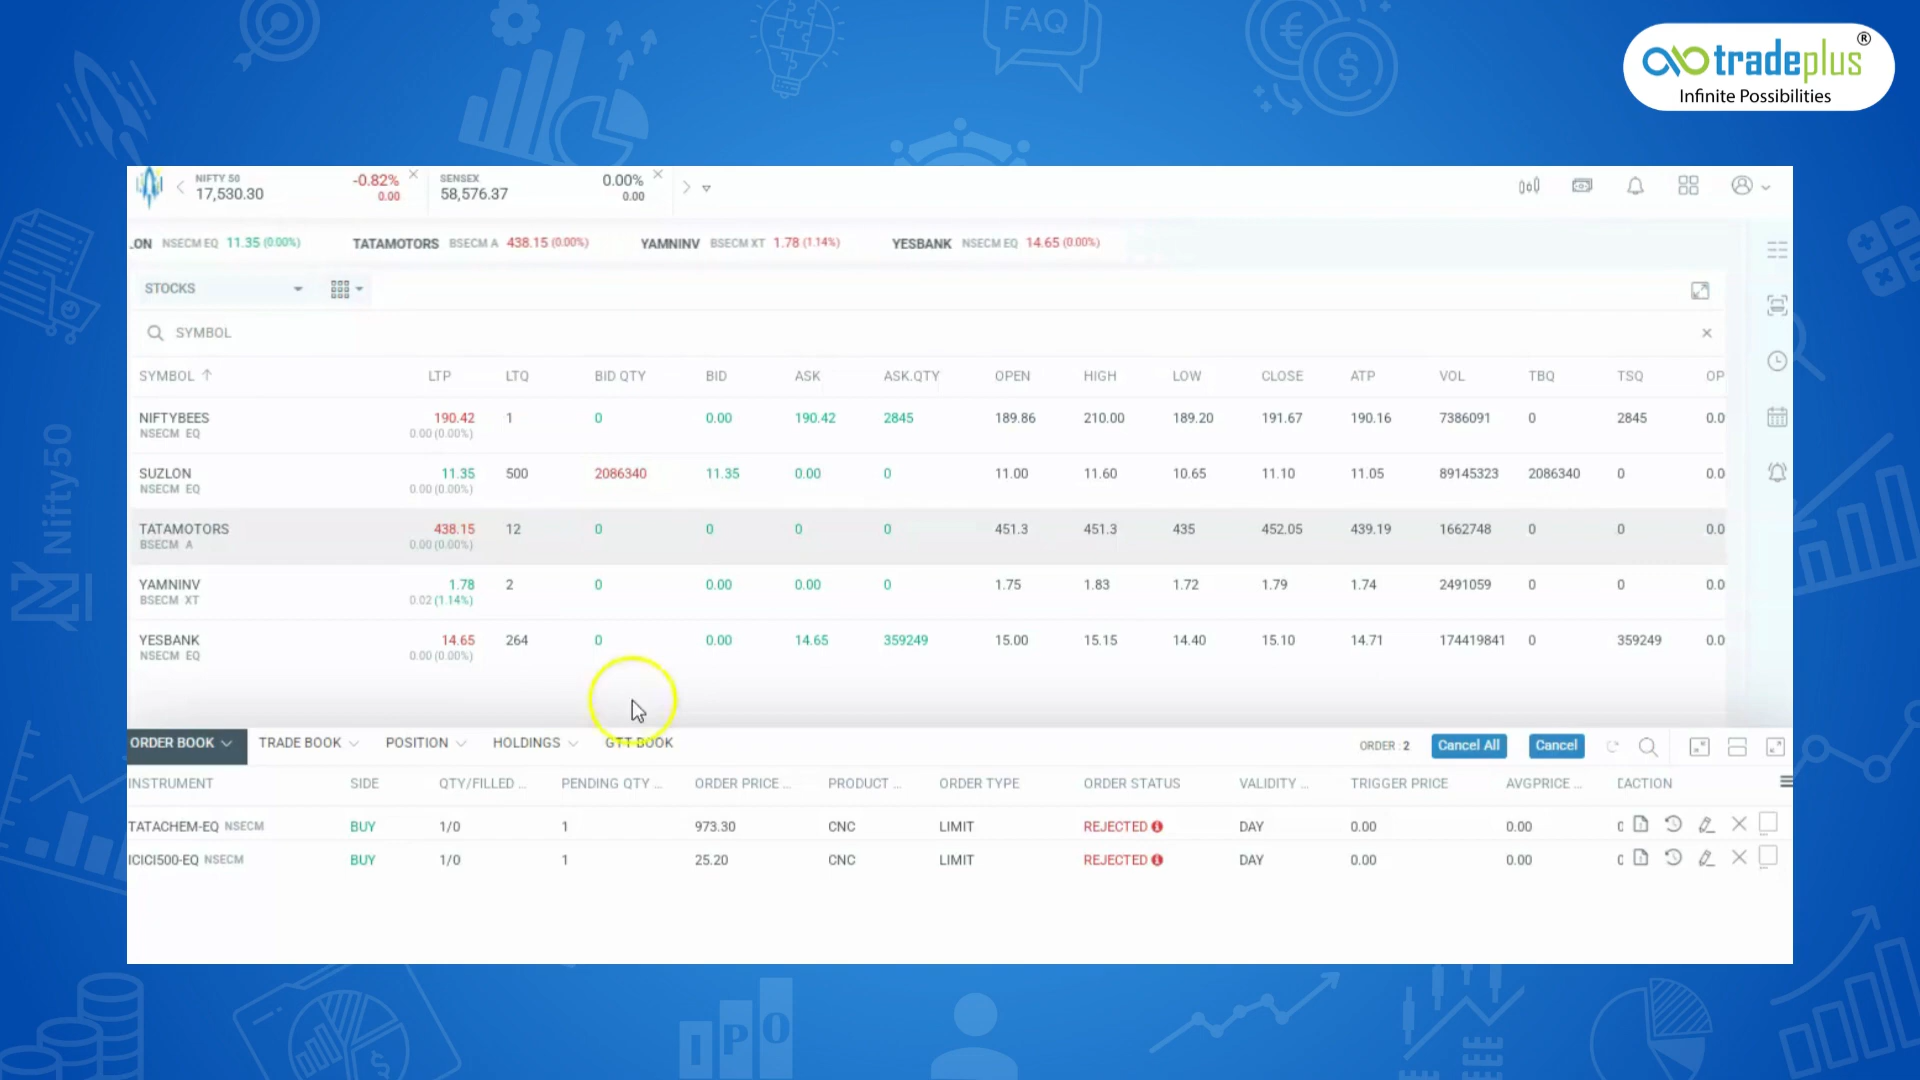 FAQ
tradeplus®
Infinite Possibilities
NIFTY 50
17,530.30
-0.82%
0.00
SENSEX
58,576.37
0.00%
0.00
.ON NSECM EQ 11.35 (0.00%) TATAMOTORS BSECM A 438.15 (0.00%) YAMNINV BSECM XT 1.78 (1.14%) YESBANK NSECM EQ 14.65 (0.00%)
STOCKS
SYMBOL
SYMBOL LTP LTQ BID QTY BID ASK ASK.QTY OPEN HIGH LOW CLOSE ATP VOL TBQ TSQ OP
NIFTYBEES 190.42 1 0 0.00 190.42 2845 189.86 210.00 189.20 191.67 190.16 7386091 0 2845 0.0
NSECM EQ 0.00 (0.00%)
SUZLON 11.35 500 2086340 11.35 0.00 0 11.00 11.60 10.65 11.10 11.05 89145323 2086340 0 0.0
NSECM EQ 0.00 (0.00%)
TATAMOTORS 438.15 12 0 0 0 0 451.3 451.3 435 452.05 439.19 1662748 0 0 0.0
BSECM A 0.00 (0.00%)
YAMNINV 1.78 2 0 0.00 0.00 0 1.75 1.83 1.72 1.79 1.74 2491059 0 0 0.0
BSECM XT 0.02 (1.14%)
YESBANK 14.65 264 0 0.00 14.65 359249 15.00 15.15 14.40 15.10 14.71 174419841 0 359249 0.0
NSECM EQ 0.00 (0.00%)
ORDER BOOK TRADE BOOK POSITION HOLDINGS GTT BOOK ORDER : 2 Cancel All Cancel
INSTRUMENT SIDE QTY/FILLED ... PENDING QTY ... ORDER PRICE ... PRODUCT ... ORDER TYPE ORDER STATUS VALIDITY ... TRIGGER PRICE AVGPRICE ... ACTION
TATACHEM-EQ NSECM BUY 1/0 1 973.30 CNC LIMIT REJECTED DAY 0.00 0.00
ICICI500-EQ NSECM BUY 1/0 1 25.20 CNC LIMIT REJECTED DAY 0.00 0.00
Nifty50
IPO